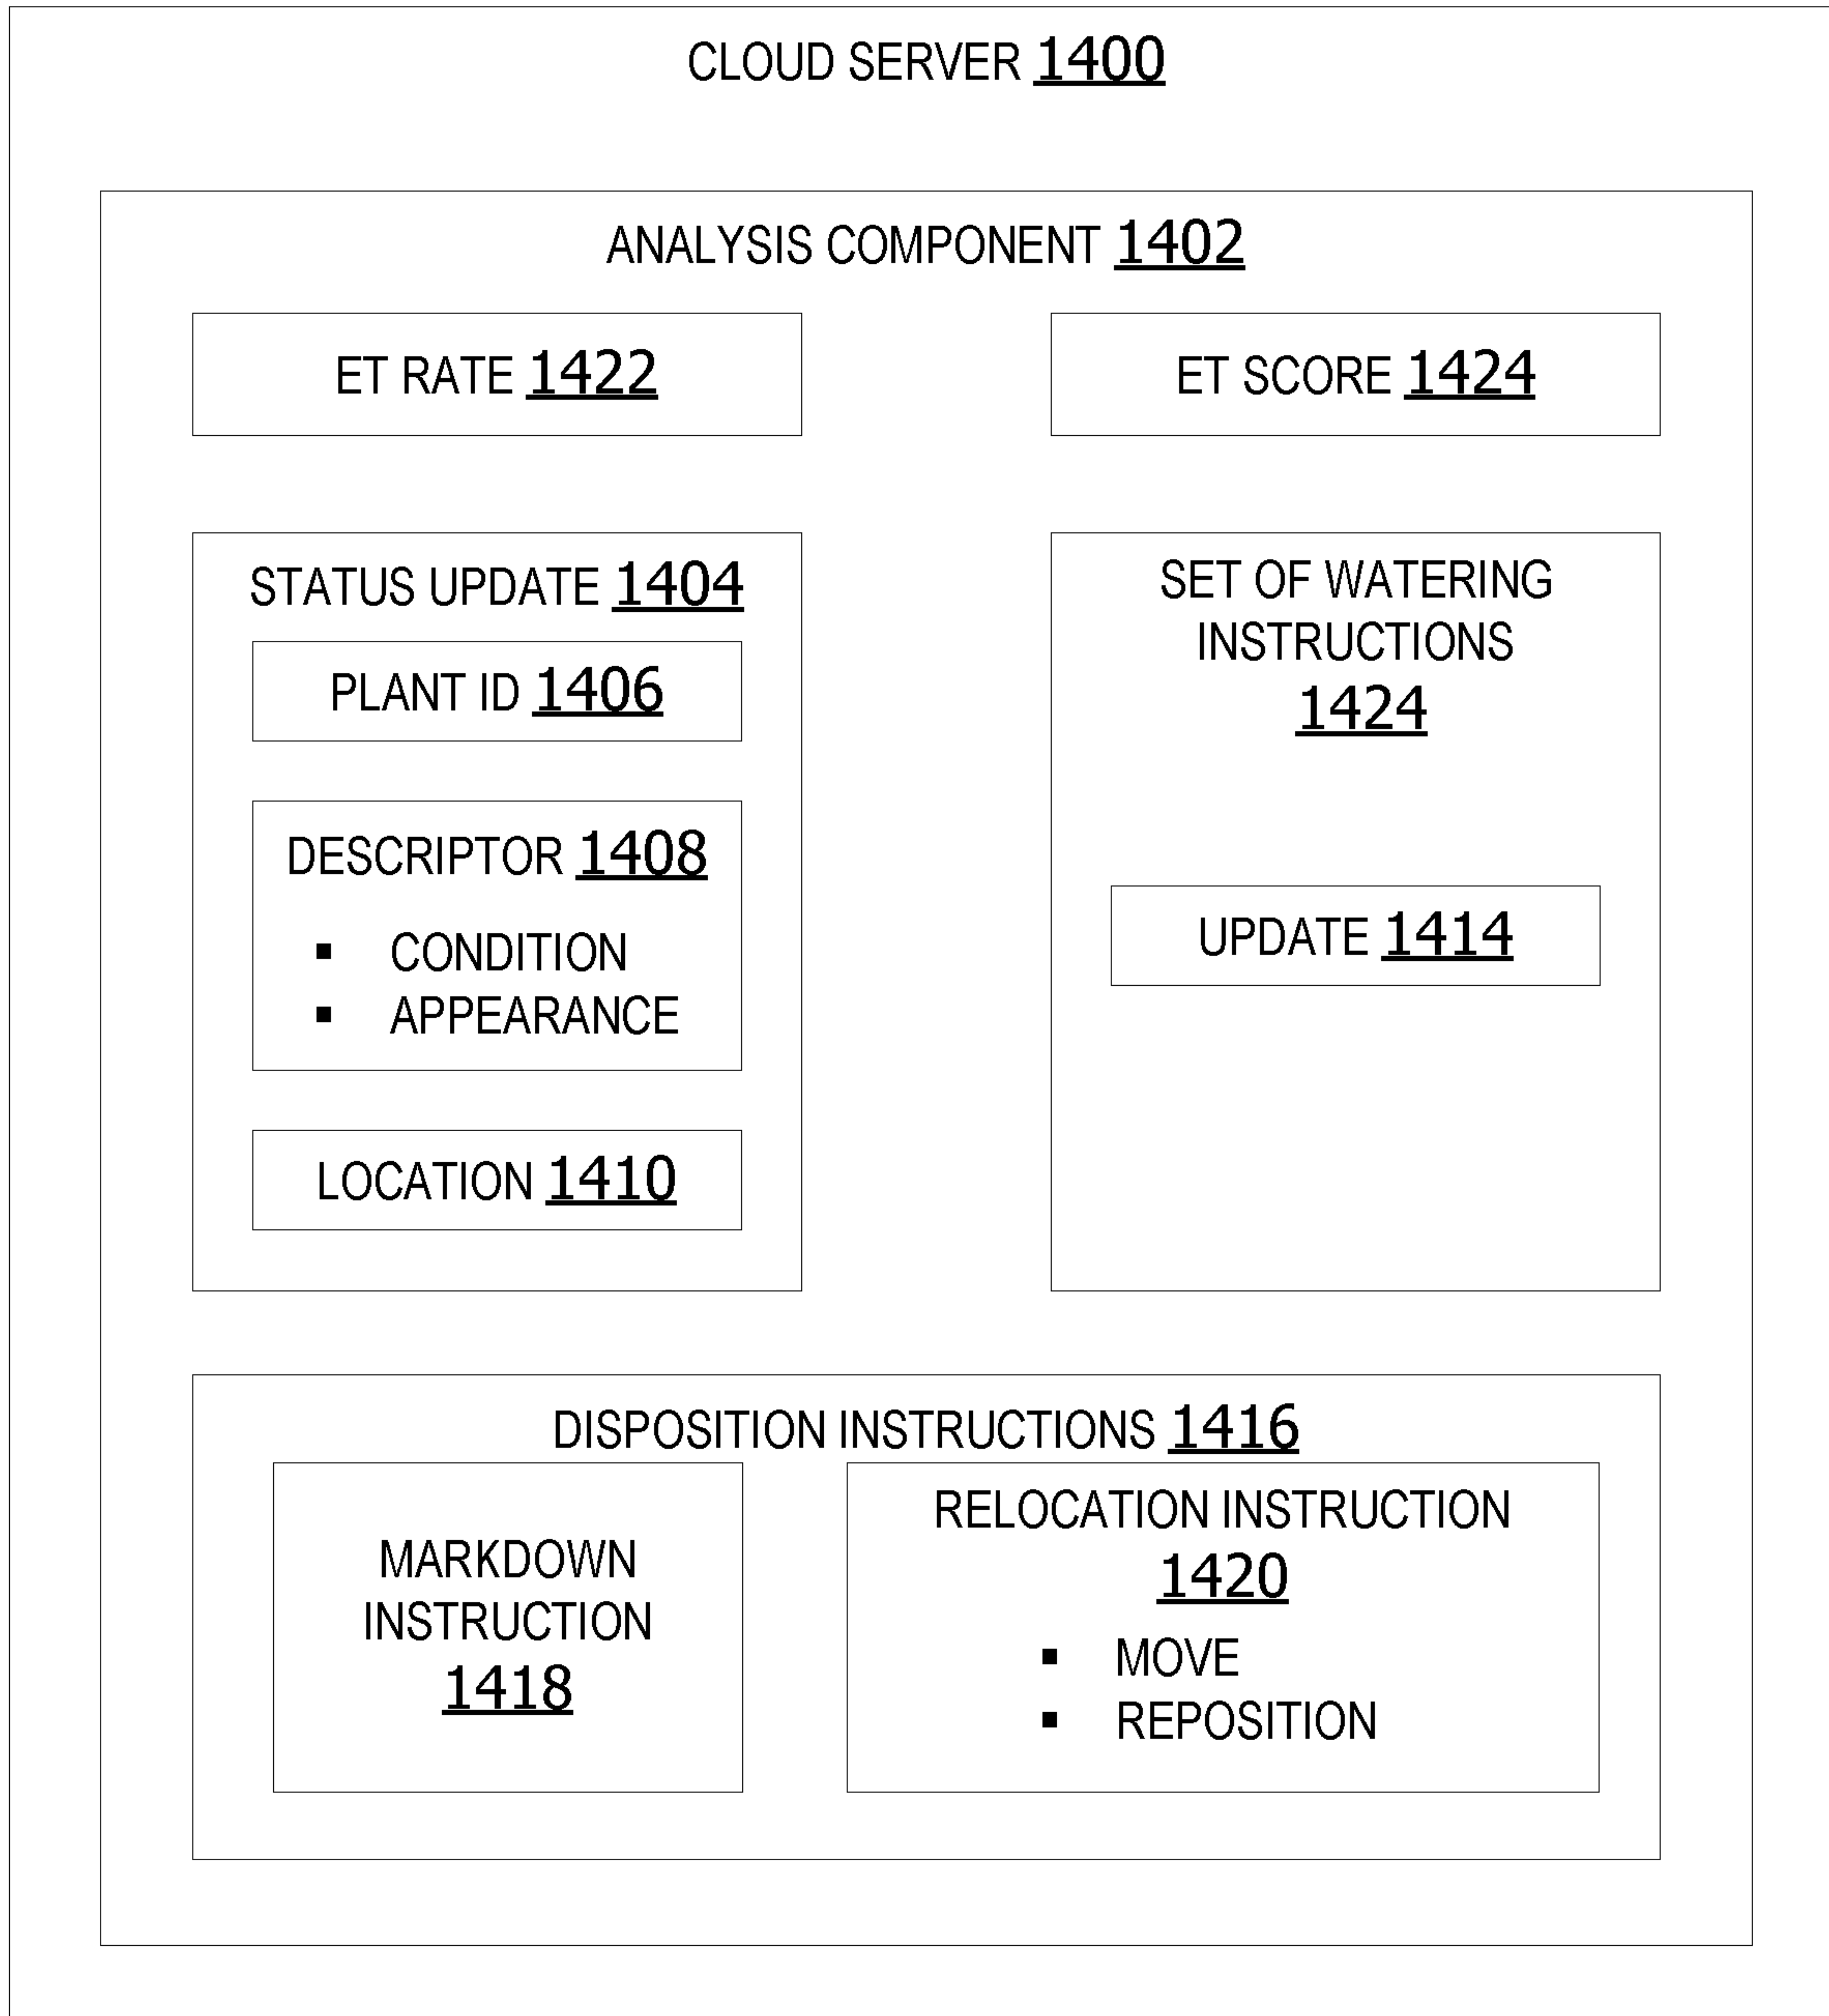 CLOUD SERVER 1400
ANALYSIS COMPONENT 1402
ET RATE 1422
ET SCORE 1424
STATUS UPDATE 1404
PLANT ID 1406
DESCRIPTOR 1408
▪ CONDITION
▪ APPEARANCE
LOCATION 1410
SET OF WATERING
INSTRUCTIONS
1424
UPDATE 1414
DISPOSITION INSTRUCTIONS 1416
MARKDOWN
INSTRUCTION
1418
RELOCATION INSTRUCTION
1420
▪ MOVE
▪ REPOSITION